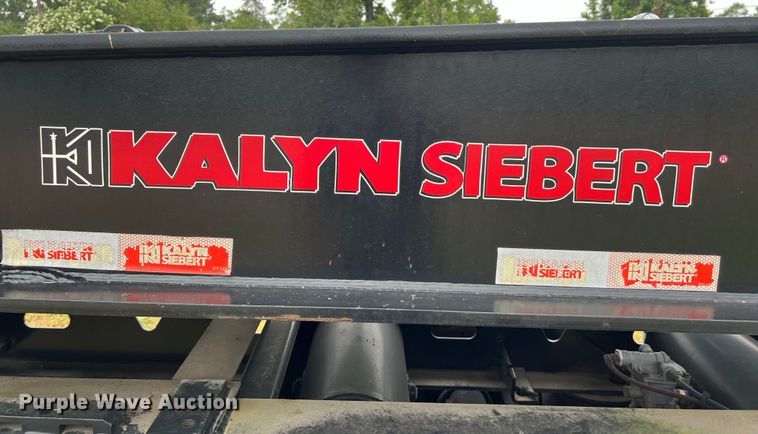 KALYN SIEBERT ®
SIEBERT KALYN SIEBERT
SIEBERT KALYN SIEBERT
Purple Wave Auction